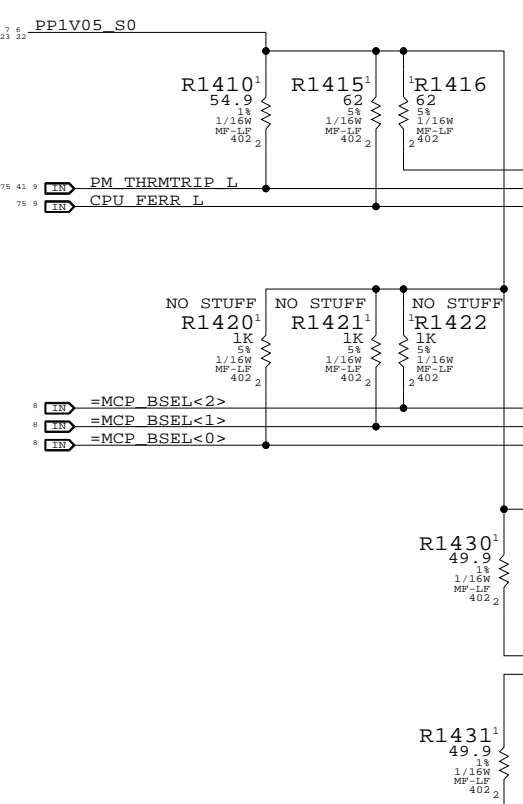 7 6
23 22
PP1V05_S0
R1410 1
54.9
1%
1/16W
MF-LF
402
2
R1415 1
62
5%
1/16W
MF-LF
402
2
1 R1416
62
5%
1/16W
MF-LF
402
2
75 41 9 IN PM_THRMTRIP_L
75 9 IN CPU_FERR_L
NO STUFF
R1420 1
1K
5%
1/16W
MF-LF
402
2
NO STUFF
R1421 1
1K
5%
1/16W
MF-LF
402
2
NO STUFF
1 R1422
1K
5%
1/16W
MF-LF
402
2
8 IN =MCP_BSEL<2>
8 IN =MCP_BSEL<1>
8 IN =MCP_BSEL<0>
R1430 1
49.9
1%
1/16W
MF-LF
402
2
R1431 1
49.9
1%
1/16W
MF-LF
402
2